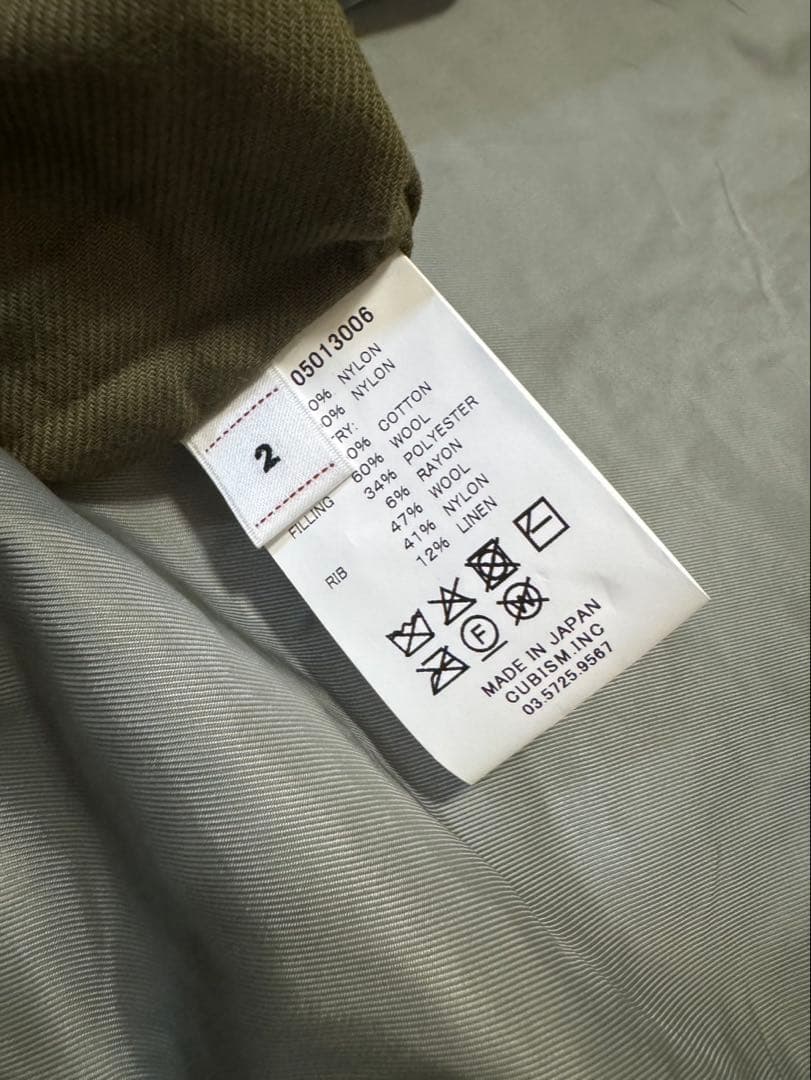 05013006
0% NYLON
0% NYLON
RY:
0% COTTON
60% WOOL
34% POLYESTER
6% RAYON
47% WOOL
41% NYLON
12% LINEN
2
FILLING
RIB
F
W
MADE IN JAPAN
CUBISM.INC
03.5725.9567